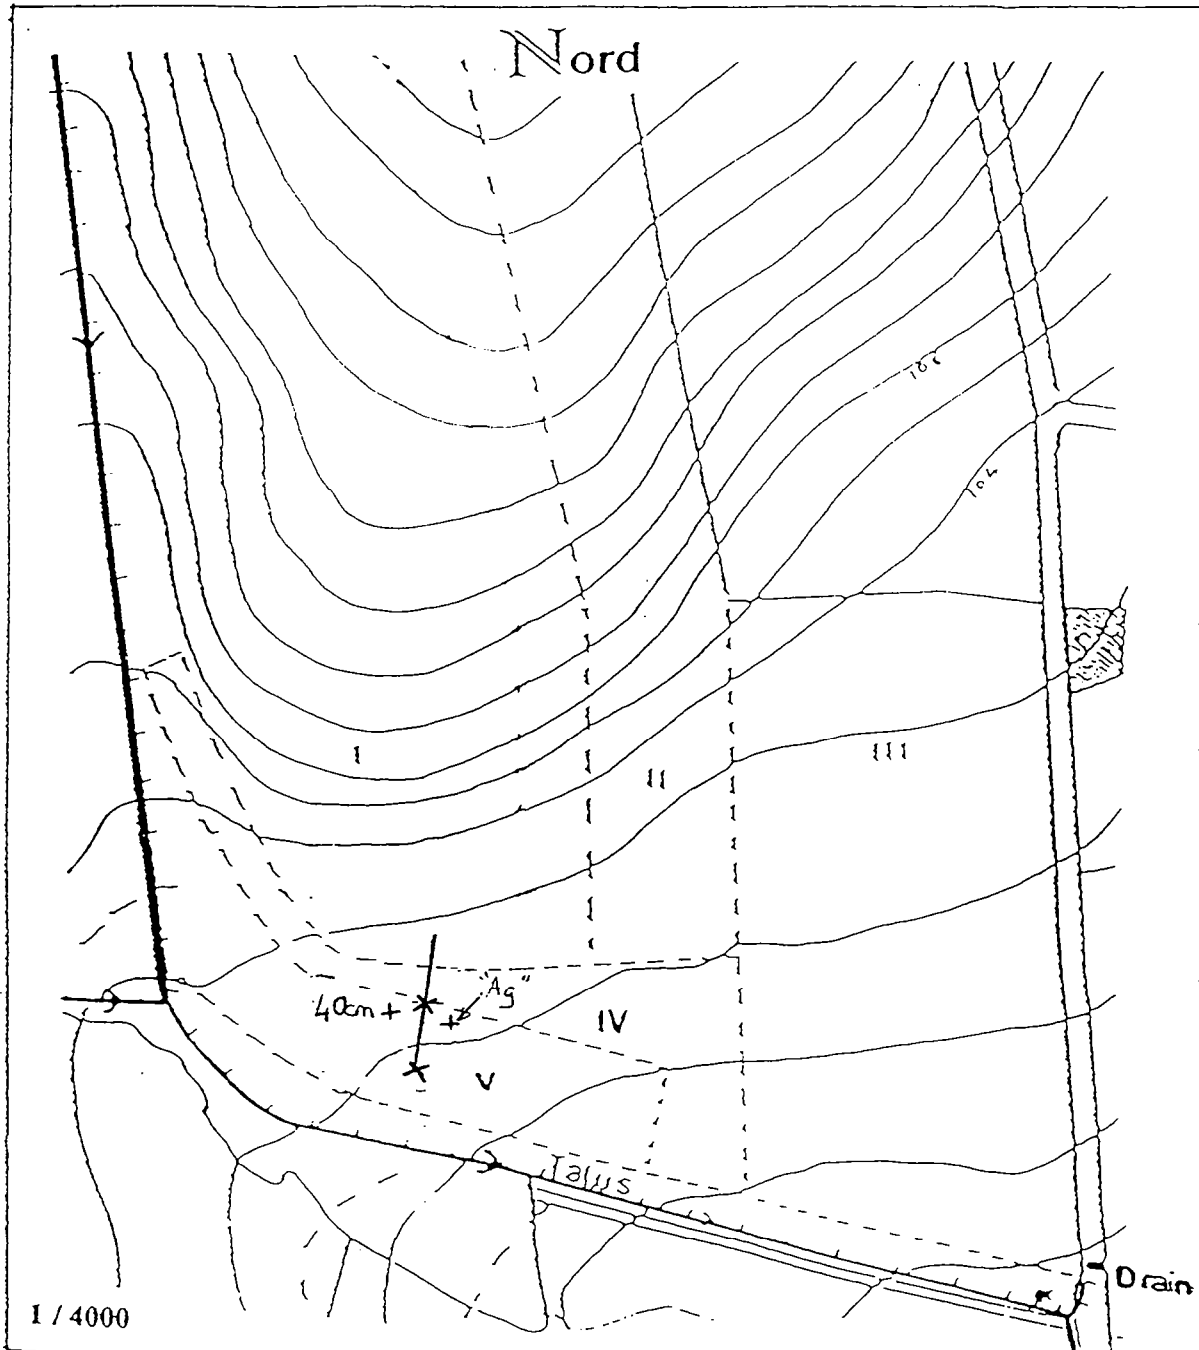 Nord
106
104
I
II
III
"Ag"
40cm +
IV
V
Talus
Drain
1 / 4000